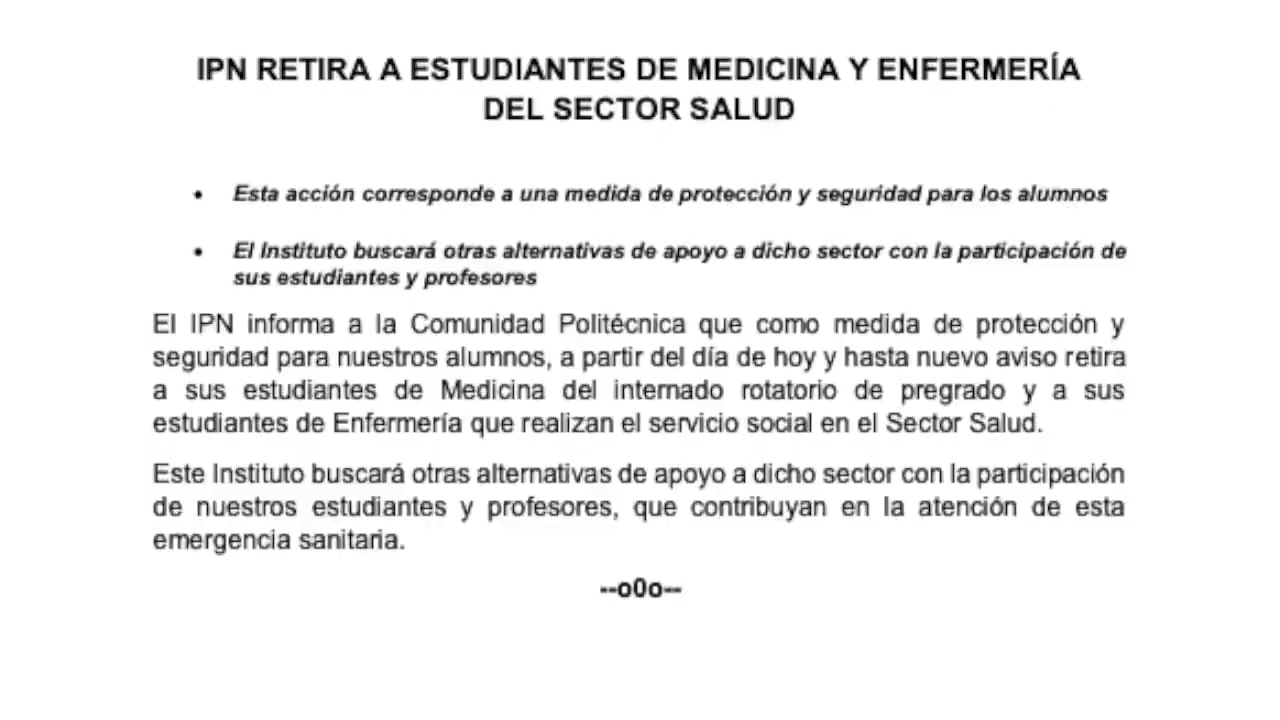 IPN RETIRA A ESTUDIANTES DE MEDICINA Y ENFERMERÍA
DEL SECTOR SALUD
• Esta acción corresponde a una medida de protección y seguridad para los alumnos
• El Instituto buscará otras alternativas de apoyo a dicho sector con la participación de
sus estudiantes y profesores
El IPN informa a la Comunidad Politécnica que como medida de protección y
seguridad para nuestros alumnos, a partir del día de hoy y hasta nuevo aviso retira
a sus estudiantes de Medicina del internado rotatorio de pregrado y a sus
estudiantes de Enfermería que realizan el servicio social en el Sector Salud.
Este Instituto buscará otras alternativas de apoyo a dicho sector con la participación
de nuestros estudiantes y profesores, que contribuyan en la atención de esta
emergencia sanitaria.
--o0o--